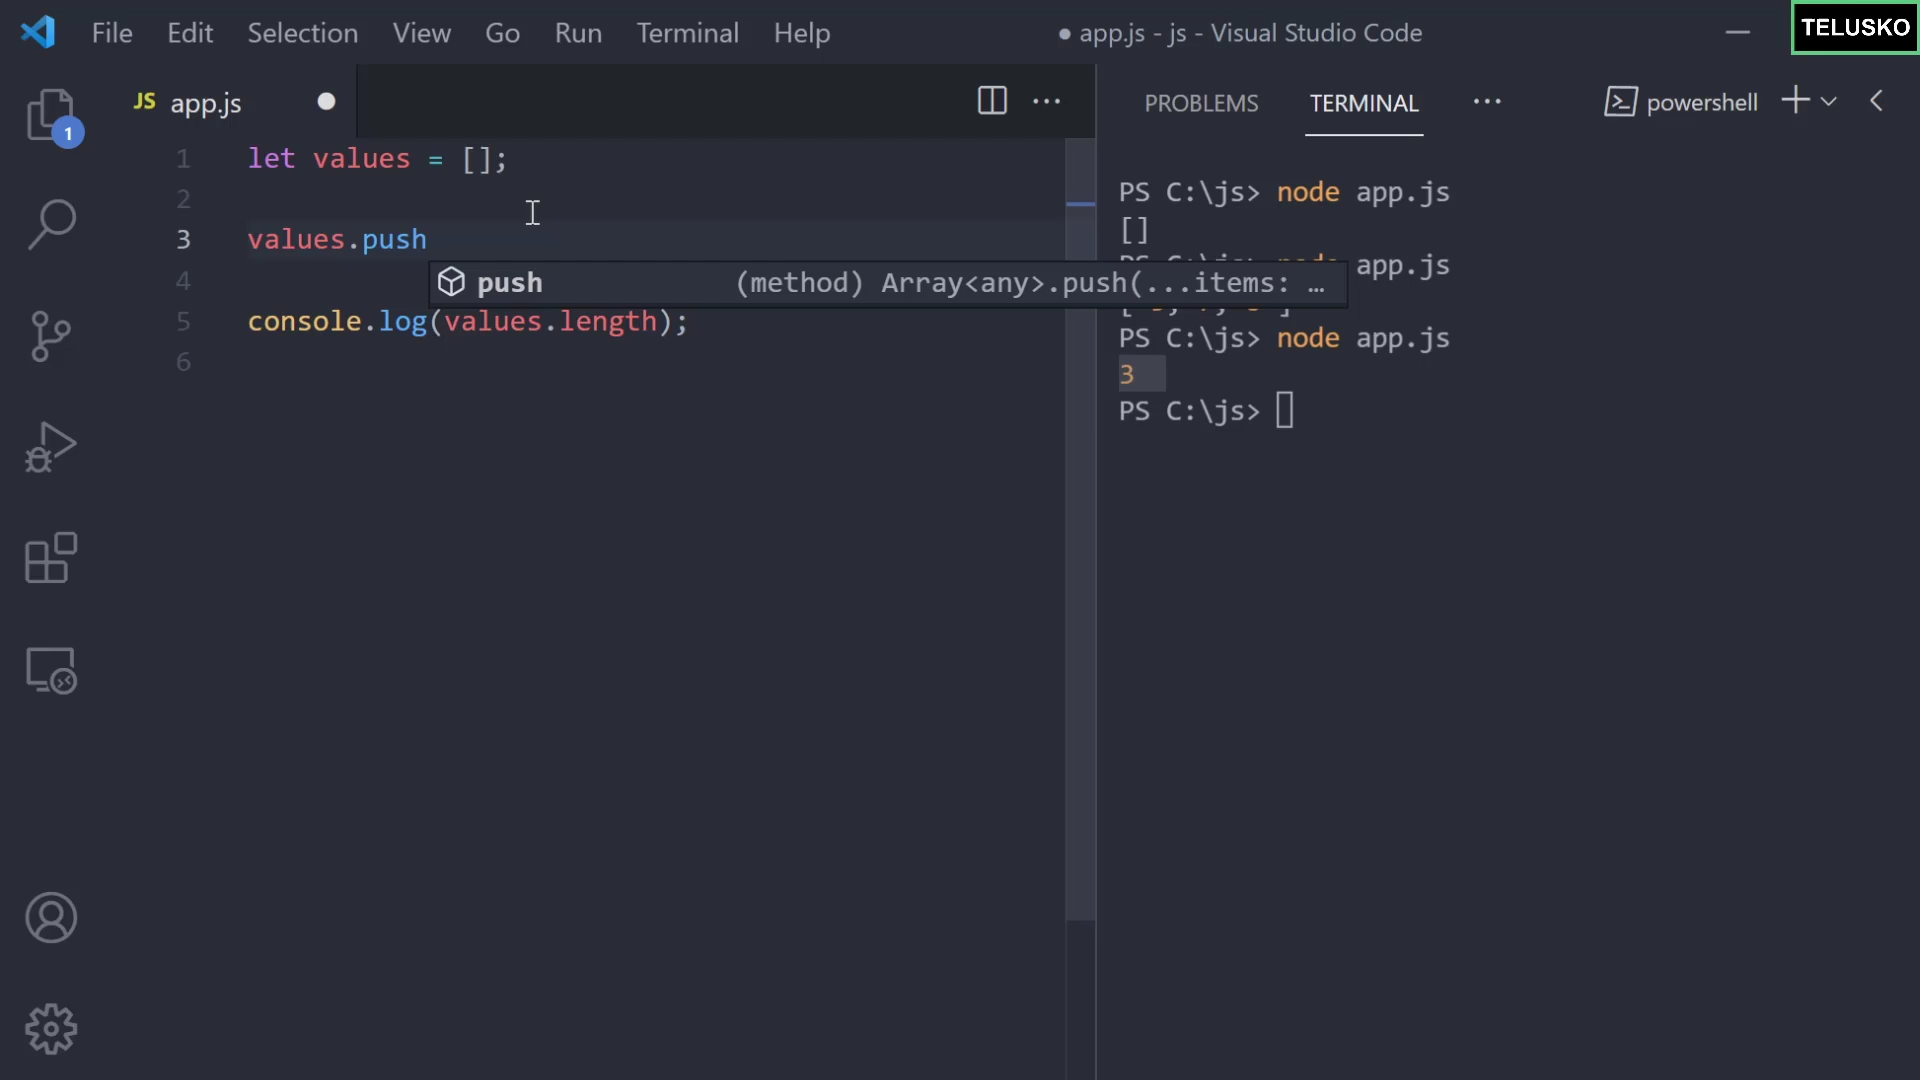 File Edit Selection View Go Run Terminal Help
● app.js - js - Visual Studio Code
TELUSKO
JS app.js
PROBLEMS TERMINAL ···
powershell
1
1 let values = [];
2
3 values.push
push (method) Array<any>.push(...items: …
4
5 console.log(values.length);
6
PS C:\js> node app.js
[]
app.js
PS C:\js> node app.js
3
PS C:\js>